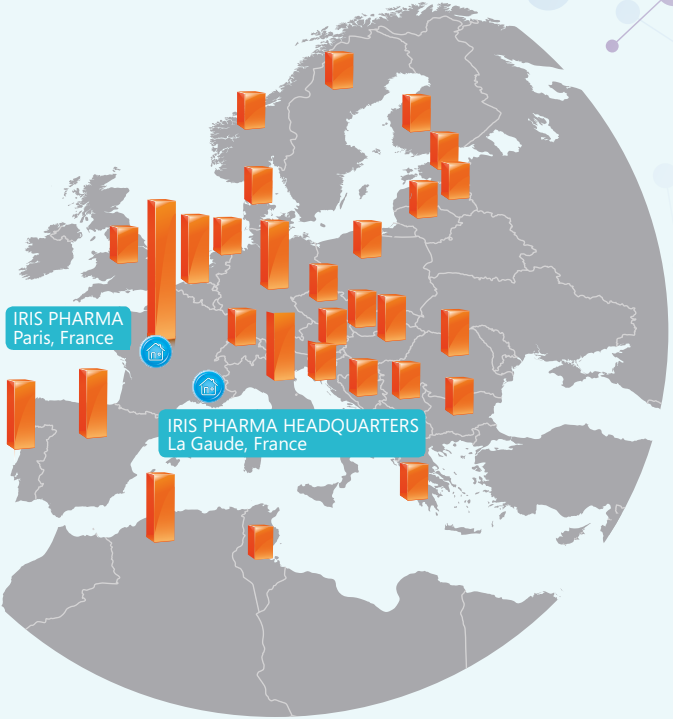 IRIS PHARMA
Paris, France
IRIS PHARMA HEADQUARTERS
La Gaude, France